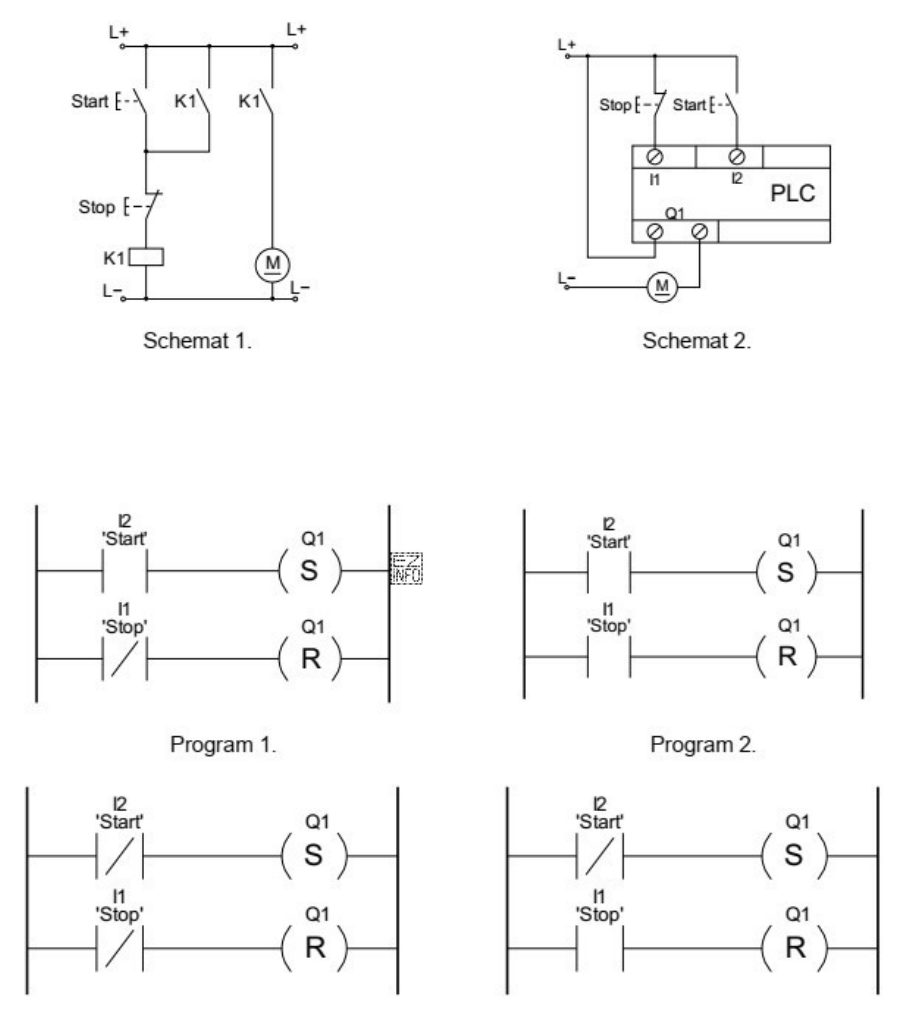 L+ L+
Start K1 K1
Stop
K1 M
L− L−
Schemat 1.
L+
Stop Start
I1 I2
PLC
Q1
L− M
Schemat 2.
I2
'Start' Q1
S
I1
'Stop' Q1
R
EZ
INFO
Program 1.
I2
'Start' Q1
S
I1
'Stop' Q1
R
Program 2.
I2
'Start' Q1
S
I1
'Stop' Q1
R
I2
'Start' Q1
S
I1
'Stop' Q1
R